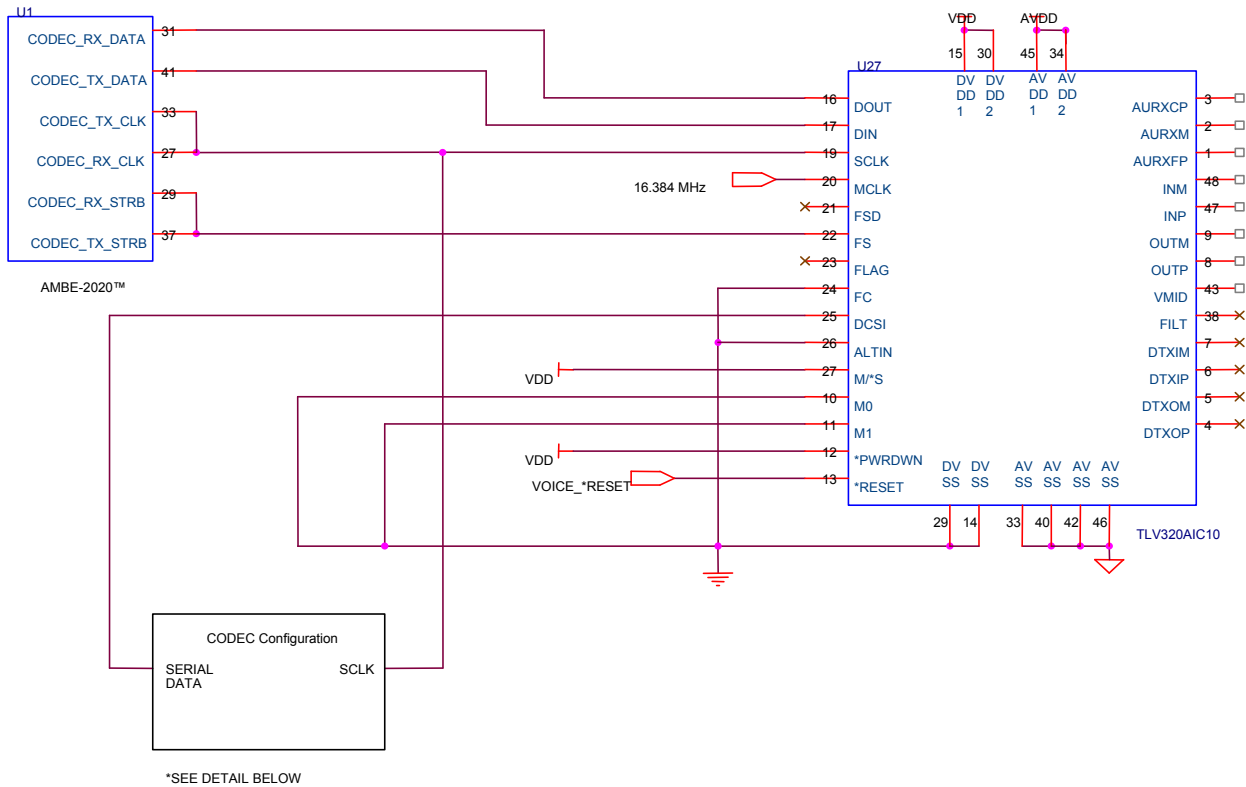 U1
CODEC_RX_DATA 31
CODEC_TX_DATA 41
CODEC_TX_CLK 33
CODEC_RX_CLK 27
CODEC_RX_STRB 29
CODEC_TX_STRB 37
AMBE-2020™
VDD
AVDD
15 30 45 34
U27
DV DV AV AV
DD DD DD DD
1 2 1 2
16 DOUT
17 DIN
19 SCLK
16.384 MHz
20 MCLK
21 FSD
22 FS
23 FLAG
24 FC
25 DCSI
26 ALTIN
VDD
27 M/*S
10 M0
11 M1
VDD
12 *PWRDWN
VOICE_*RESET
13 *RESET
AURXCP 3
AURXM 2
AURXFP 1
INM 48
INP 47
OUTM 9
OUTP 8
VMID 43
FILT 38
DTXIM 7
DTXIP 6
DTXOM 5
DTXOP 4
DV DV AV AV AV AV
SS SS SS SS SS SS
29 14 33 40 42 46
TLV320AIC10
CODEC Configuration
SERIAL
DATA
SCLK
*SEE DETAIL BELOW